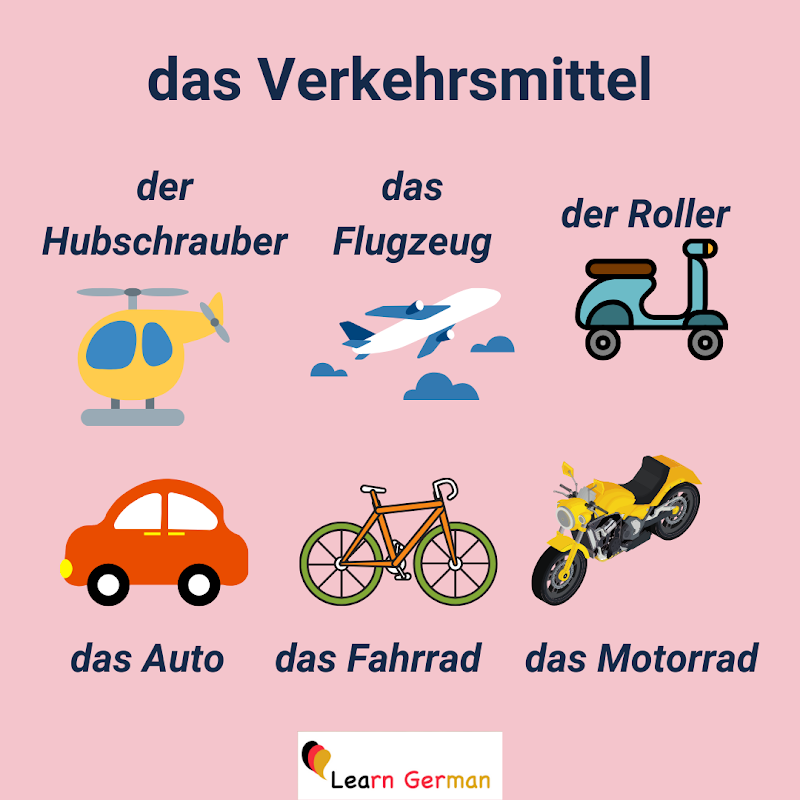 das Verkehrsmittel
der
Hubschrauber
das
Flugzeug
der Roller
das Auto
das Fahrrad
das Motorrad
Learn German